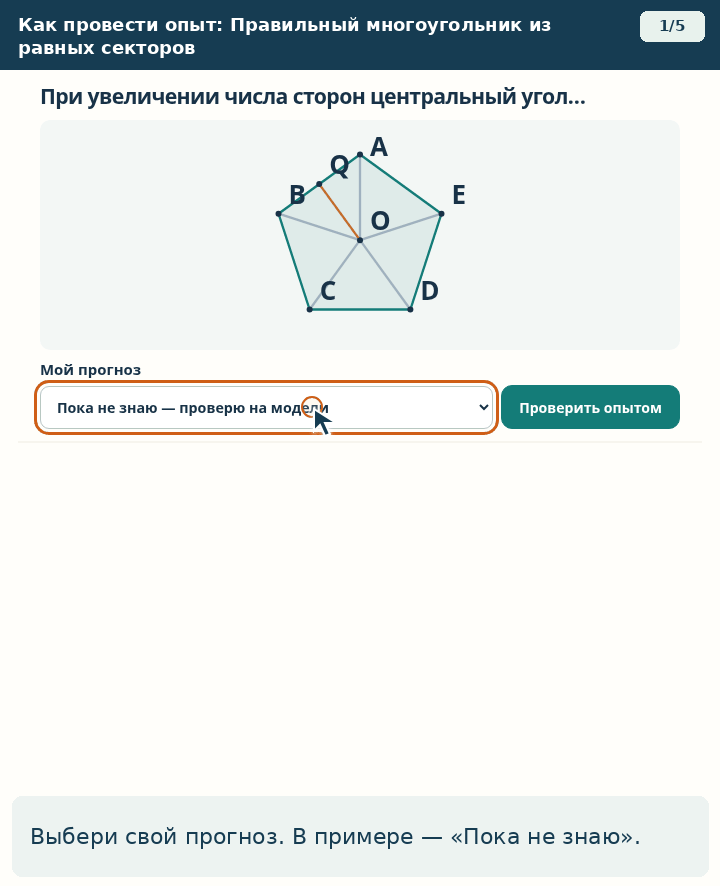 Как провести опыт: Правильный многоугольник из
равных секторов
1/5
При увеличении числа сторон центральный угол...
A
Q
B
E
O
C
D
Мой прогноз
Пока не знаю — проверю на модели
Проверить опытом
Выбери свой прогноз. В примере — «Пока не знаю».